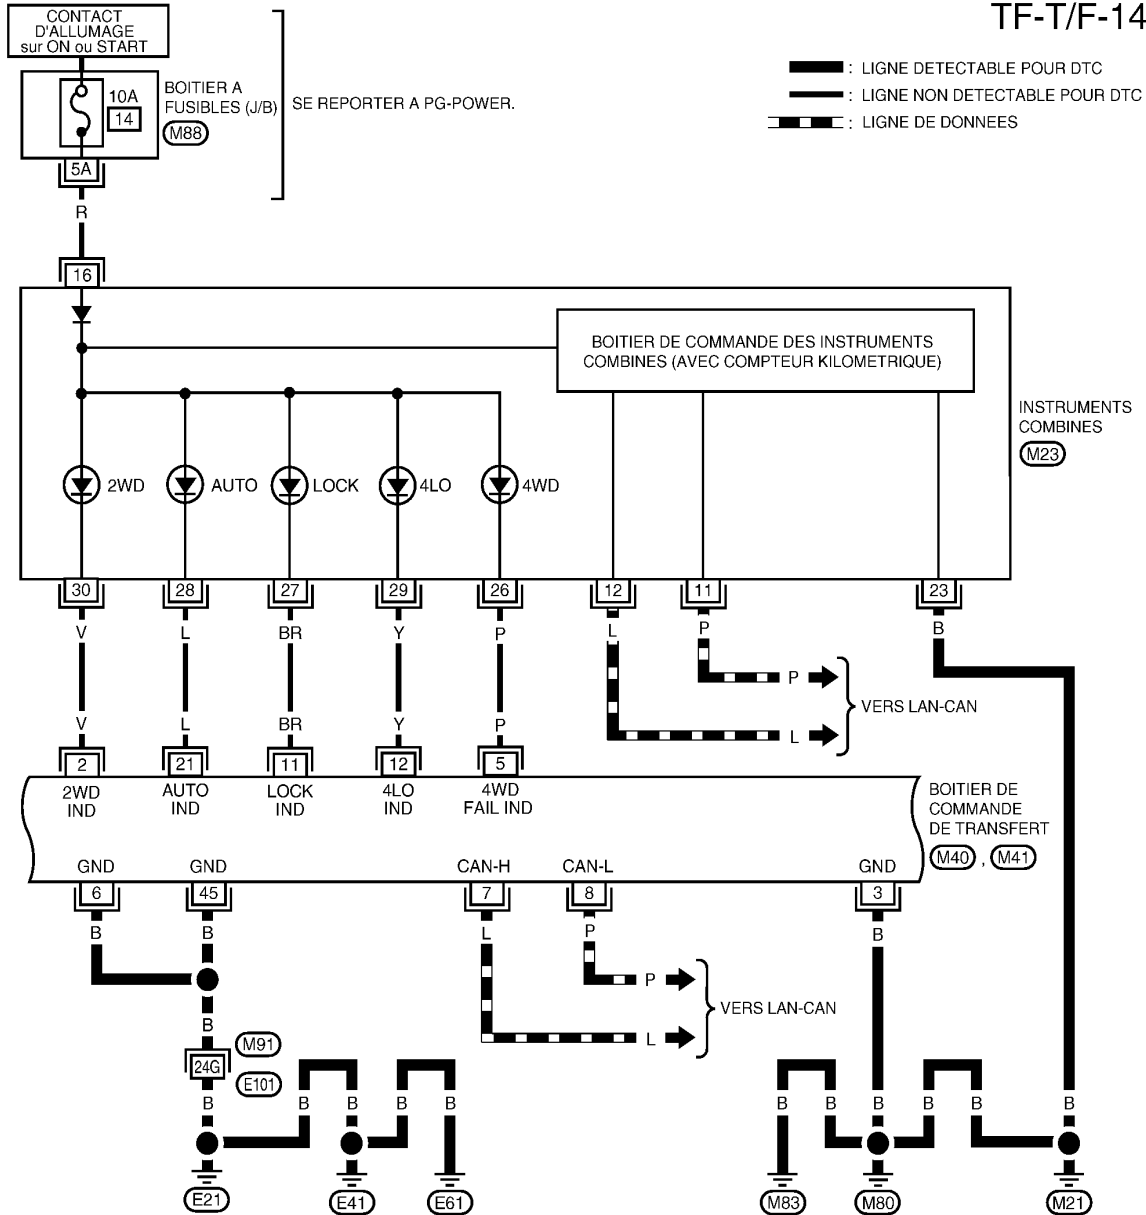 TF-T/F-14
CONTACT
D'ALLUMAGE
sur ON ou START
10A
14
BOITIER A
FUSIBLES (J/B)
M88
SE REPORTER A PG-POWER.
: LIGNE DETECTABLE POUR DTC
: LIGNE NON DETECTABLE POUR DTC
: LIGNE DE DONNEES
5A
R
16
BOITIER DE COMMANDE DES INSTRUMENTS
COMBINES (AVEC COMPTEUR KILOMETRIQUE)
INSTRUMENTS
COMBINES
M23
2WD AUTO LOCK 4LO 4WD
30 28 27 29 26 12 11 23
V L BR Y P L P B
P
VERS LAN-CAN
L
V L BR Y P
2 21 11 12 5
2WD
IND
AUTO
IND
LOCK
IND
4LO
IND
4WD
FAIL IND
BOITIER DE
COMMANDE
DE TRANSFERT
M40 , M41
GND GND CAN-H CAN-L GND
6 45 7 8 3
B B L P B
P
VERS LAN-CAN
L
B
M91
24G
E101
B B B B B B B B B B B
E21 E41 E61 M83 M80 M21